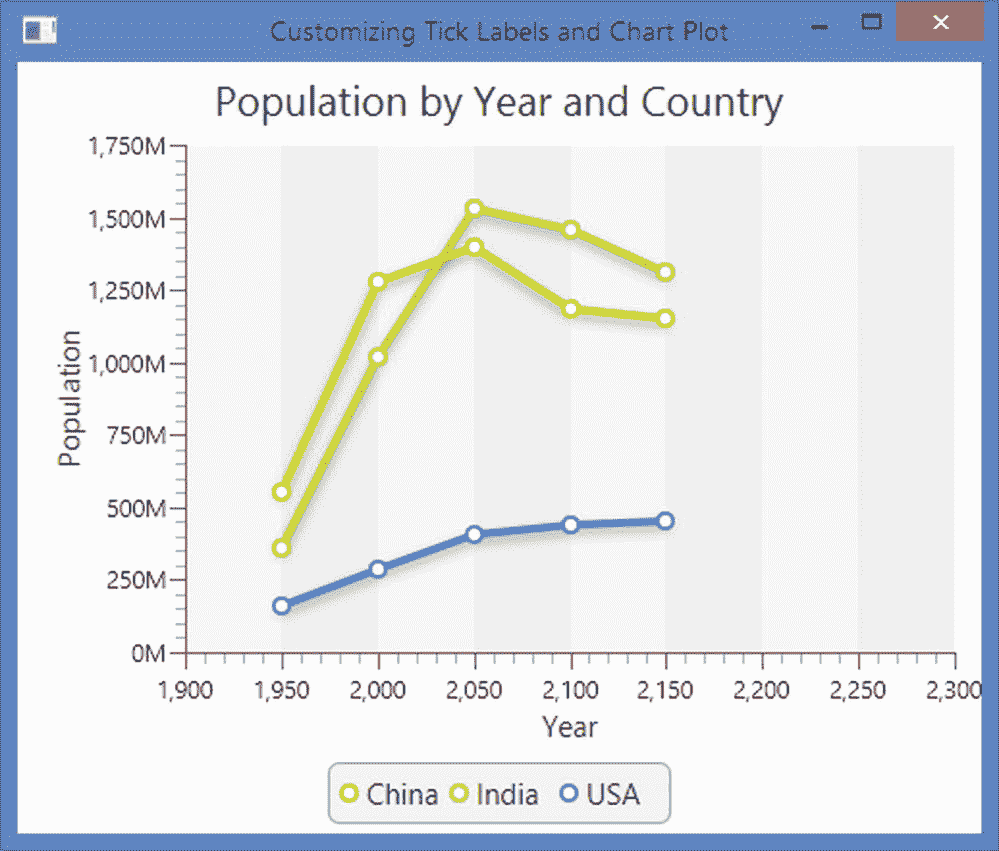 Customizing Tick Labels and Chart Plot
Population by Year and Country
1,750M
1,500M
1,250M
1,000M
750M
500M
250M
0M
Population
1,900 1,950 2,000 2,050 2,100 2,150 2,200 2,250 2,300
Year
China India USA